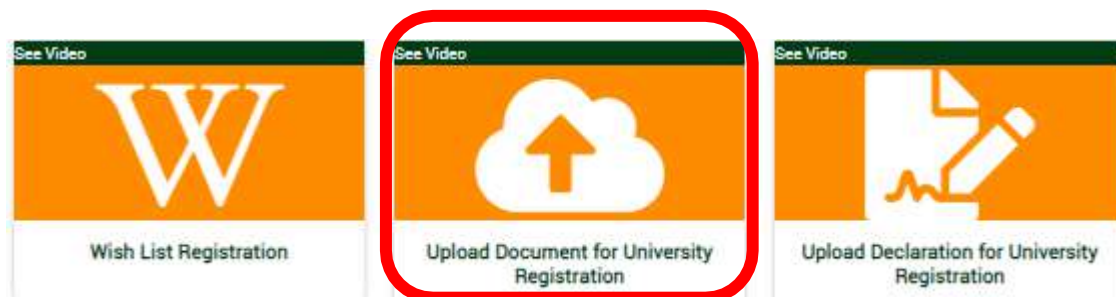 See Video
W
Wish List Registration
See Video
Upload Document for University
Registration
See Video
Upload Declaration for University
Registration